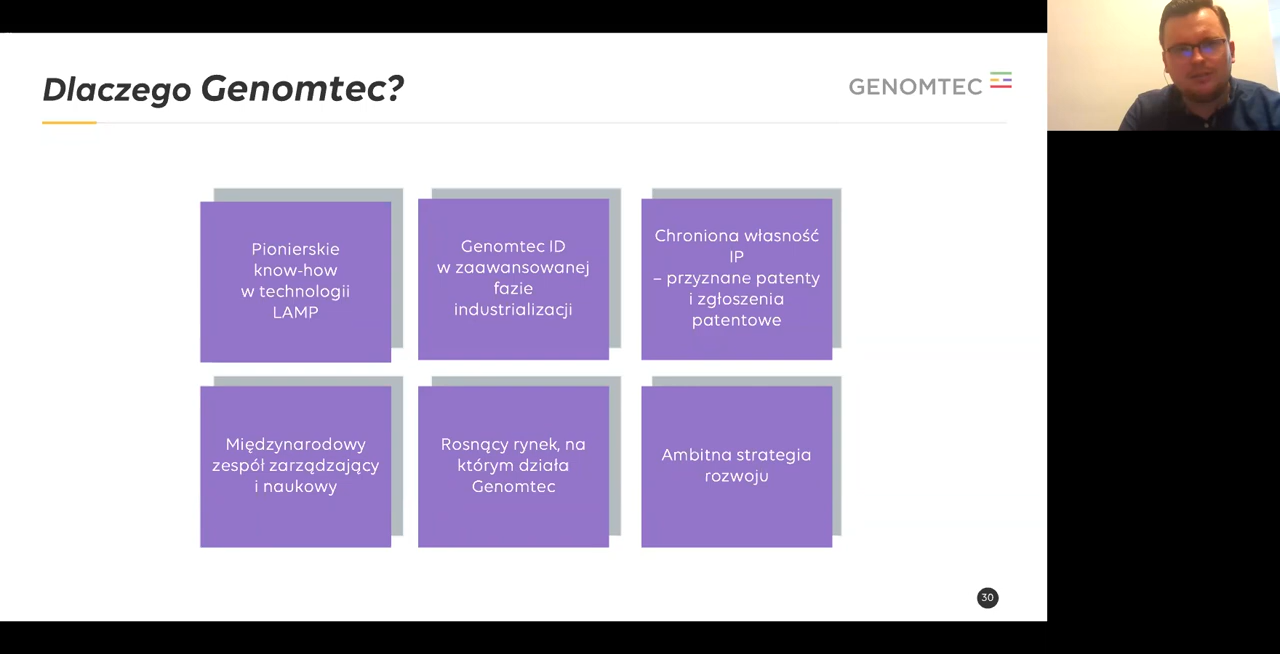 Dlaczego Genomtec?
GENOMTEC
Pionierskie
know-how
w technologii
LAMP
Genomtec ID
w zaawansowanej
fazie
industrializacji
Chroniona własność
IP
– przyznane patenty
i zgłoszenia
patentowe
Międzynarodowy
zespół zarządzający
i naukowy
Rosnący rynek, na
którym działa
Genomtec
Ambitna strategia
rozwoju
30